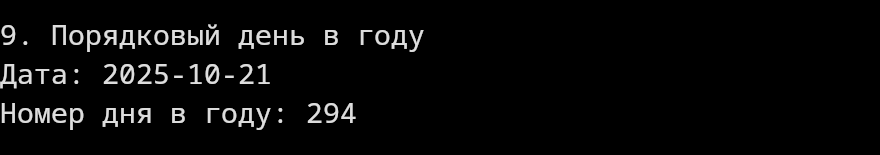 9. Порядковый день в году
Дата: 2025-10-21
Номер дня в году: 294